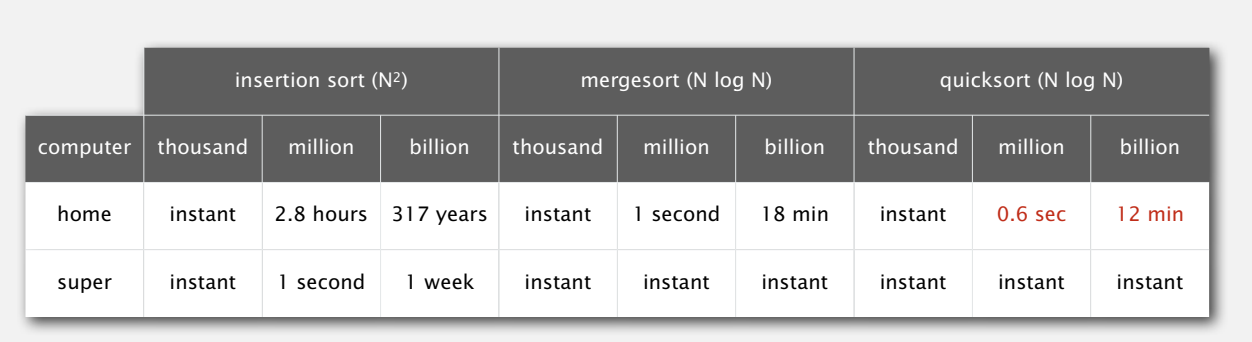 insertion sort (N²) mergesort (N log N) quicksort (N log N)
computer thousand million billion thousand million billion thousand million billion
home instant 2.8 hours 317 years instant 1 second 18 min instant 0.6 sec 12 min
super instant 1 second 1 week instant instant instant instant instant instant